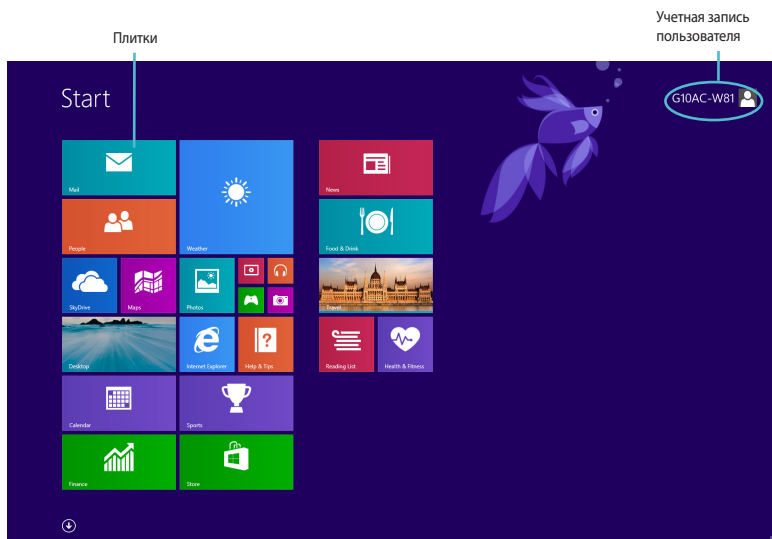 Учетная запись
пользователя
Плитки
Start
G10AC-W81
Mail
People
Weather
News
Food & Drink
SkyDrive
Maps
Photos
Travel
Desktop
Internet Explorer
Help & Tips
Reading List
Health & Fitness
Calendar
Sports
Finance
Store